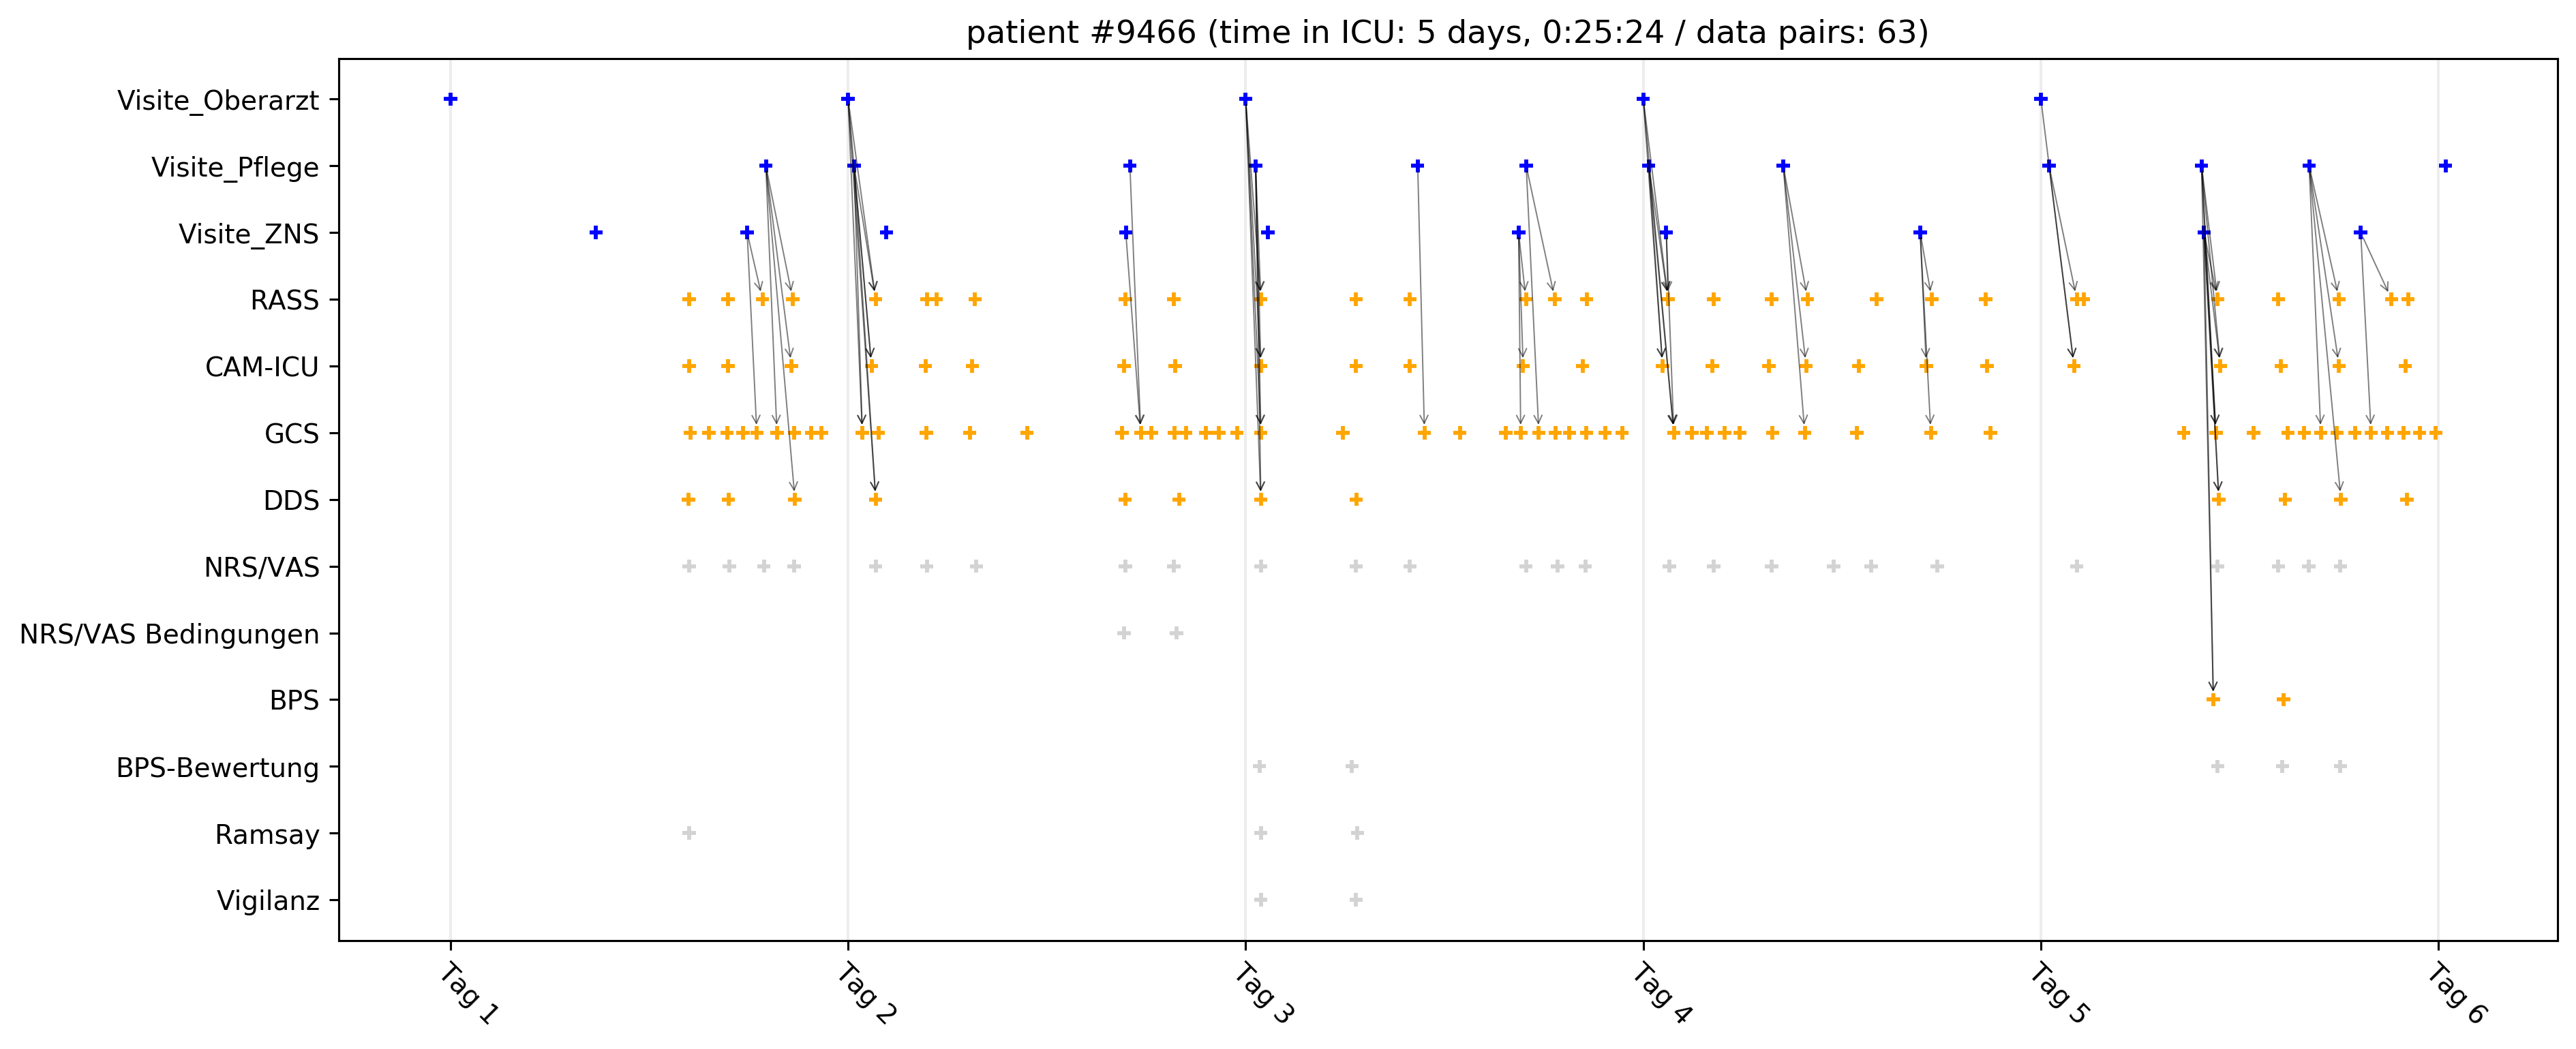 patient #9466 (time in ICU: 5 days, 0:25:24 / data pairs: 63)
Visite_Oberarzt
Visite_Pflege
Visite_ZNS
RASS
CAM-ICU
GCS
DDS
NRS/VAS
NRS/VAS Bedingungen
BPS
BPS-Bewertung
Ramsay
Vigilanz
Tag 1
Tag 2
Tag 3
Tag 4
Tag 5
Tag 6